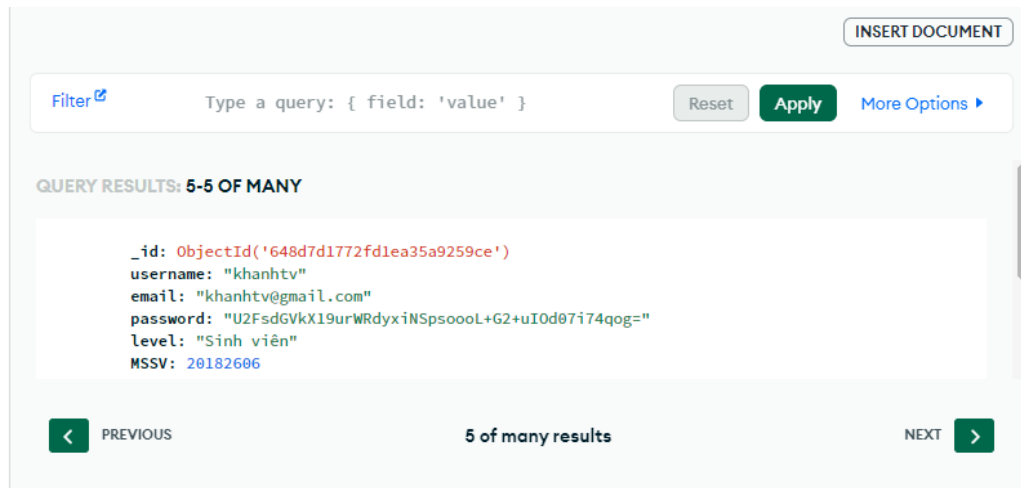 INSERT DOCUMENT
Filter Type a query: { field: 'value' } Reset Apply More Options
QUERY RESULTS: 5-5 OF MANY
_id: ObjectId('648d7d1772fd1ea35a9259ce')
username: "khanhtv"
email: "khanhtv@gmail.com"
password: "U2FsdGVkX19urWRdyxiNSpsoooL+G2+uIOd07i74qog="
level: "Sinh viên"
MSSV: 20182606
PREVIOUS 5 of many results NEXT